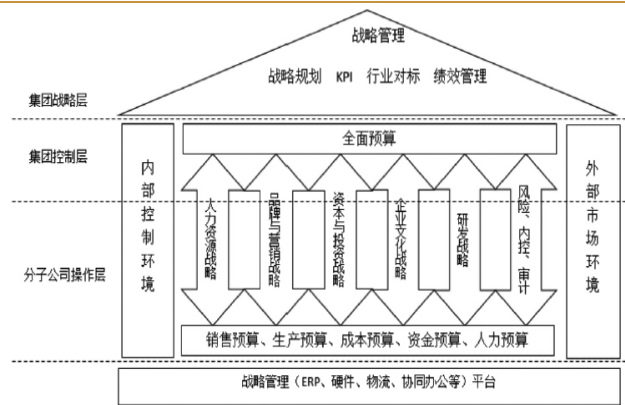 战略管理
战略规划 KPI 行业对标 绩效管理
集团战略层
集团控制层
分子公司操作层
内部控制环境
全面预算
外部市场环境
人力资源战略
品牌与营销战略
资本与投资战略
企业文化战略
研发战略
风险、内控、审计
销售预算、生产预算、成本预算、资金预算、人力预算
战略管理（ERP、硬件、物流、协同办公等）平台